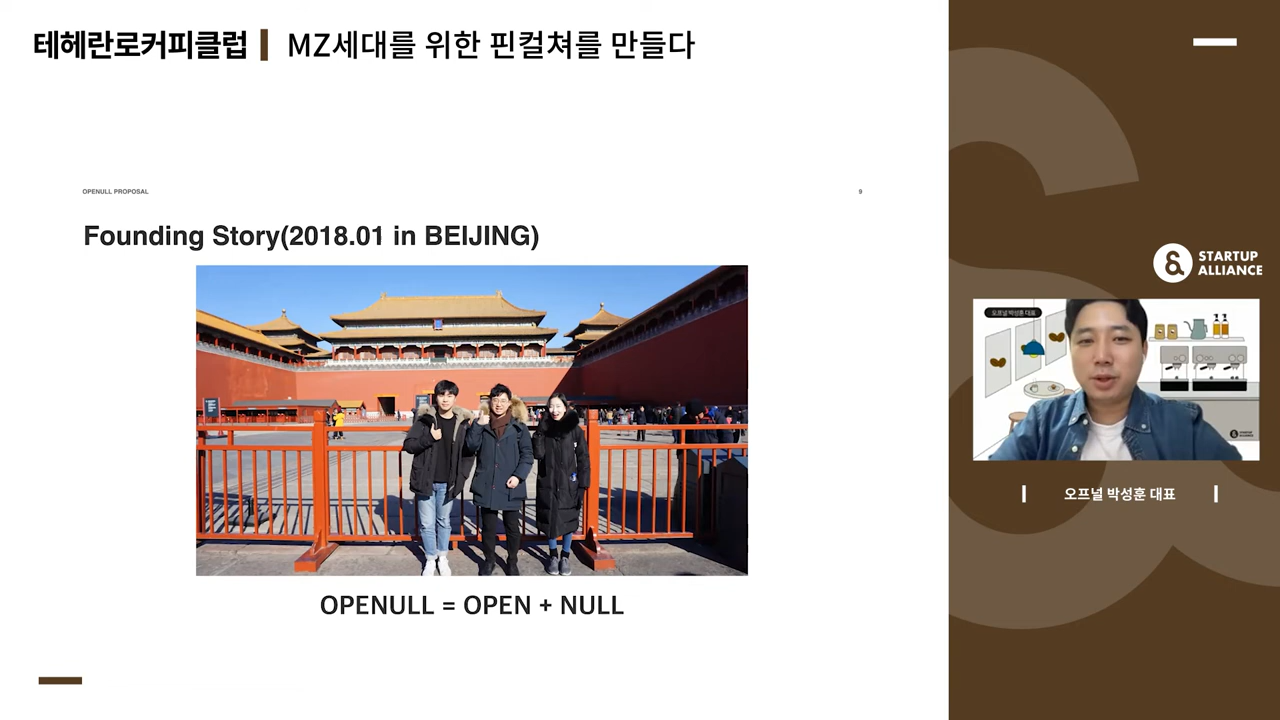 테헤란로커피클럽 MZ세대를 위한 핀컬쳐를 만들다
OPENULL PROPOSAL 9
Founding Story(2018.01 in BEIJING)
OPENULL = OPEN + NULL
STARTUP
ALLIANCE
오프널 박성훈 대표
오프널 박성훈 대표